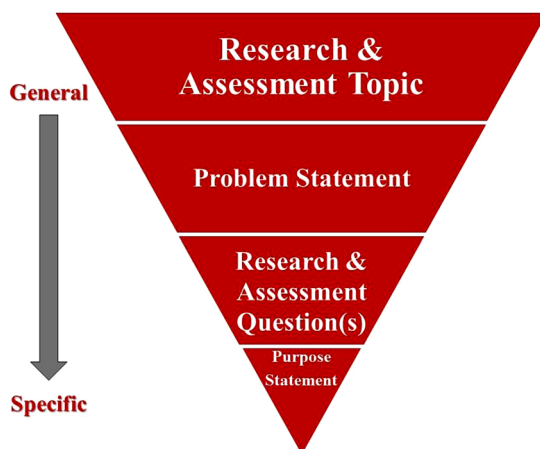 Research &
Assessment Topic
General
Problem Statement
Research &
Assessment
Question(s)
Purpose
Statement
Specific